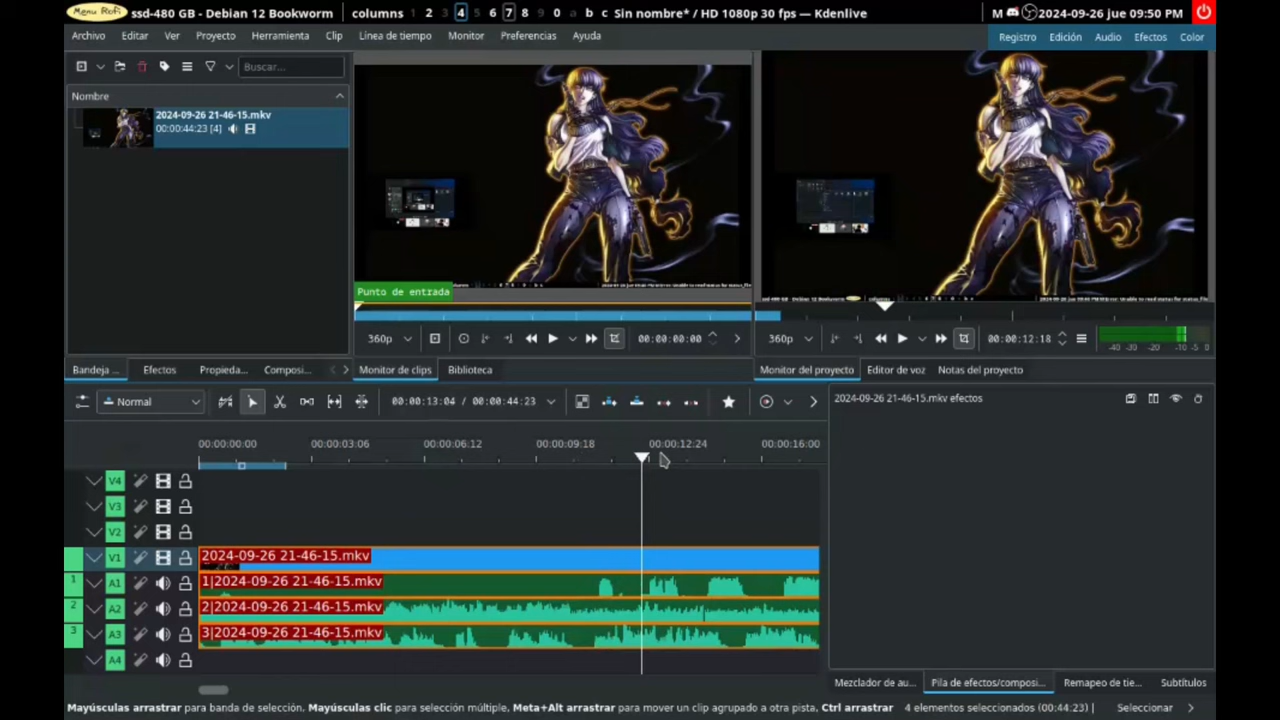 Menu Rofi ssd-480 GB - Debian 12 Bookworm columns 1 2 3 4 5 6 7 8 9 0 a b c Sin nombre* / HD 1080p 30 fps — Kdenlive M 2024-09-26 jue 09:50 PM
Archivo Editar Ver Proyecto Herramienta Clip Línea de tiempo Monitor Preferencias Ayuda Registro Edición Audio Efectos Color
Buscar...
Nombre
2024-09-26 21-46-15.mkv
00:00:44:23 [4]
Punto de entrada
360p 00:00:00:00 360p 00:00:12:18 -40 -30 -20 -10 -5 0
Bandeja ... Efectos Propieda... Composi... Monitor de clips Biblioteca Monitor del proyecto Editor de voz Notas del proyecto
Normal 00:00:13:04 / 00:00:44:23 2024-09-26 21-46-15.mkv efectos
00:00:00:00 00:00:03:06 00:00:06:12 00:00:09:18 00:00:12:24 00:00:16:00
V4
V3
V2
V1 2024-09-26 21-46-15.mkv
1 A1 1|2024-09-26 21-46-15.mkv
2 A2 2|2024-09-26 21-46-15.mkv
3 A3 3|2024-09-26 21-46-15.mkv
A4
Mezclador de au... Pila de efectos/composi... Remapeo de tie... Subtítulos
Mayúsculas arrastrar para banda de selección. Mayúsculas clic para selección múltiple. Meta+Alt arrastrar para mover un clip agrupado a otra pista. Ctrl arrastrar 4 elementos seleccionados (00:44:23) Seleccionar